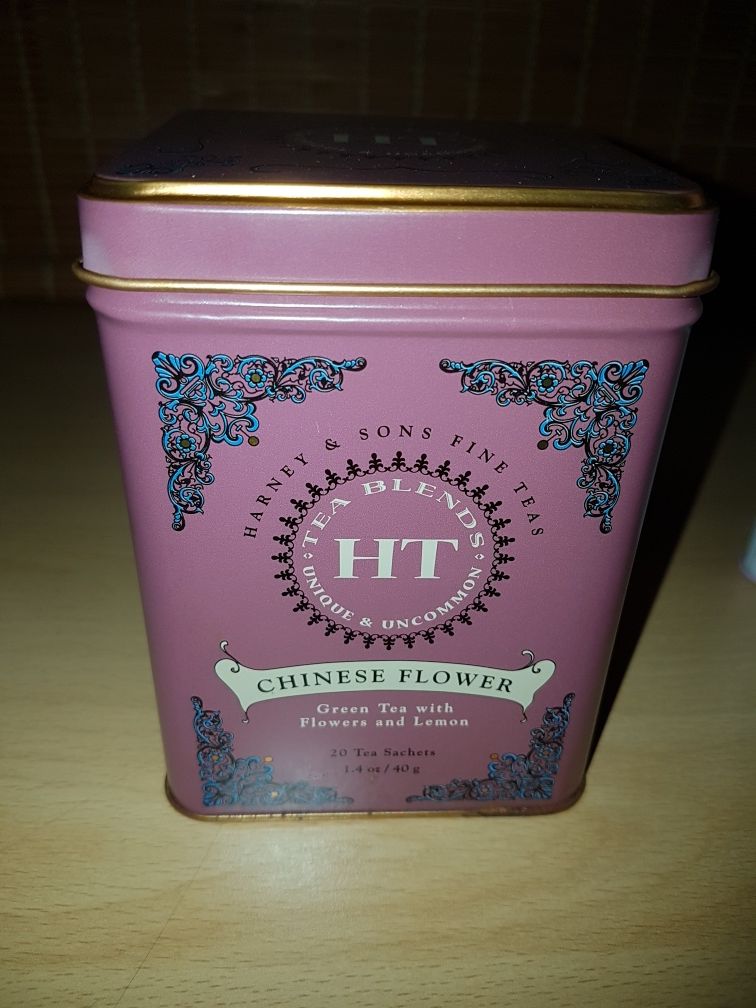 HT
HARNEY & SONS FINE TEAS
TEA BLENDS
HT
UNIQUE & UNCOMMON
CHINESE FLOWER
Green Tea with
Flowers and Lemon
20 Tea Sachets
1.4 oz / 40 g